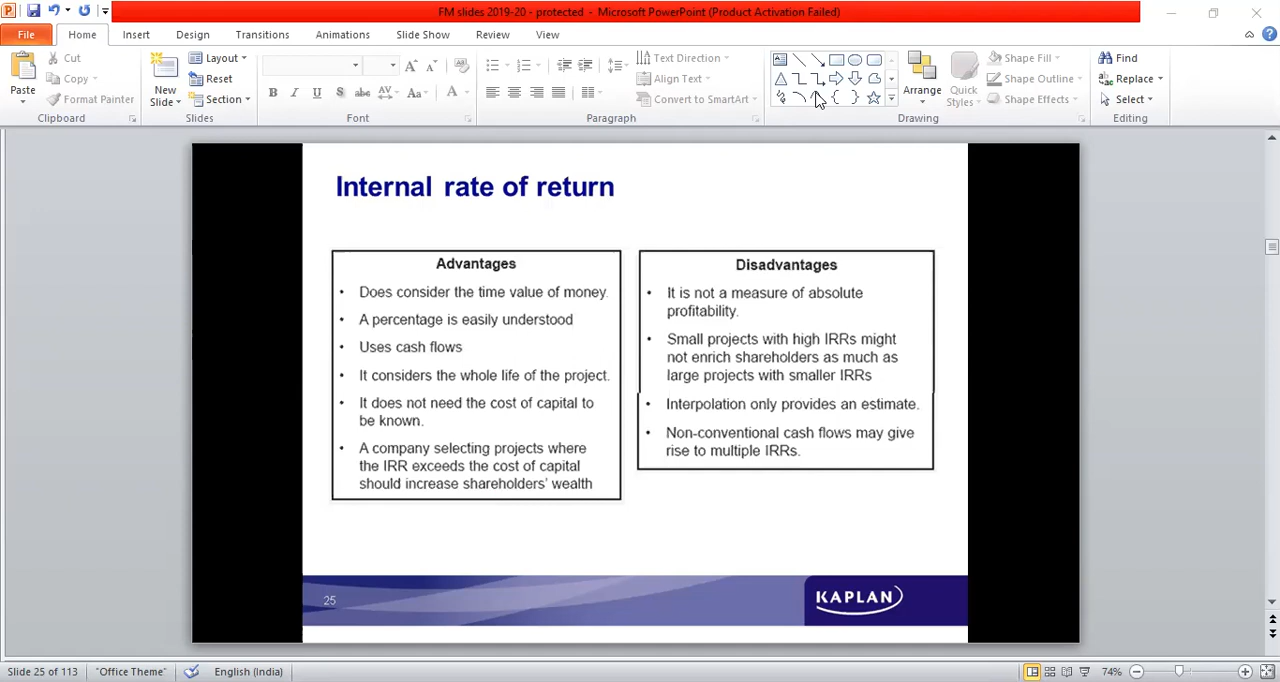 FM slides 2019-20 - protected - Microsoft PowerPoint (Product Activation Failed)
File Home Insert Design Transitions Animations Slide Show Review View
Paste
Cut
Copy
Format Painter
Clipboard
New Slide
Layout
Reset
Section
Slides
B I U S abc AV Aa A
Font
Text Direction
Align Text
Convert to SmartArt
Paragraph
Arrange
Quick Styles
Shape Fill
Shape Outline
Shape Effects
Drawing
Find
Replace
Select
Editing
Internal rate of return
Advantages
• Does consider the time value of money.
• A percentage is easily understood
• Uses cash flows
• It considers the whole life of the project.
• It does not need the cost of capital to
be known.
• A company selecting projects where
the IRR exceeds the cost of capital
should increase shareholders' wealth
Disadvantages
• It is not a measure of absolute
profitability.
• Small projects with high IRRs might
not enrich shareholders as much as
large projects with smaller IRRs
• Interpolation only provides an estimate.
• Non-conventional cash flows may give
rise to multiple IRRs.
25
KAPLAN
Slide 25 of 113 "Office Theme" English (India) 74%